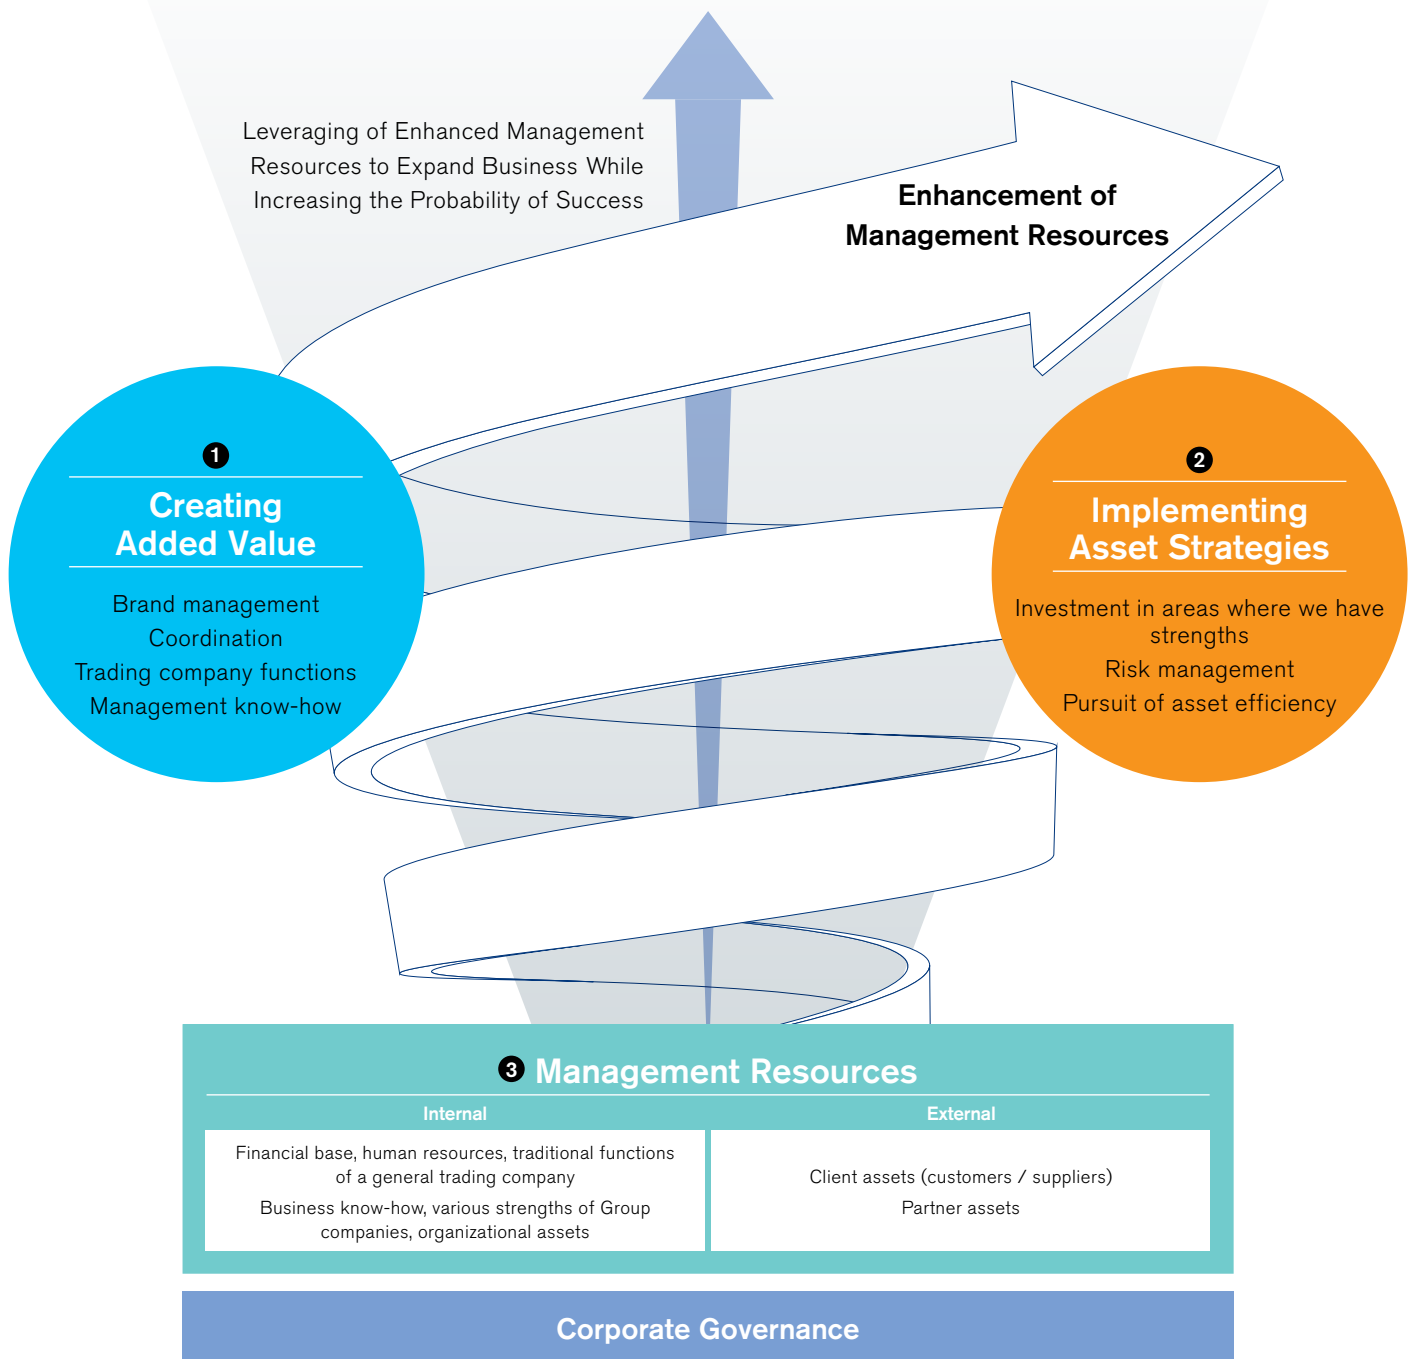 Leveraging of Enhanced Management
Resources to Expand Business While
Increasing the Probability of Success
Enhancement of
Management Resources
1
Creating
Added Value
Brand management
Coordination
Trading company functions
Management know-how
2
Implementing
Asset Strategies
Investment in areas where we have
strengths
Risk management
Pursuit of asset efficiency
3 Management Resources
Internal
Financial base, human resources, traditional functions
of a general trading company
Business know-how, various strengths of Group
companies, organizational assets
External
Client assets (customers / suppliers)
Partner assets
Corporate Governance